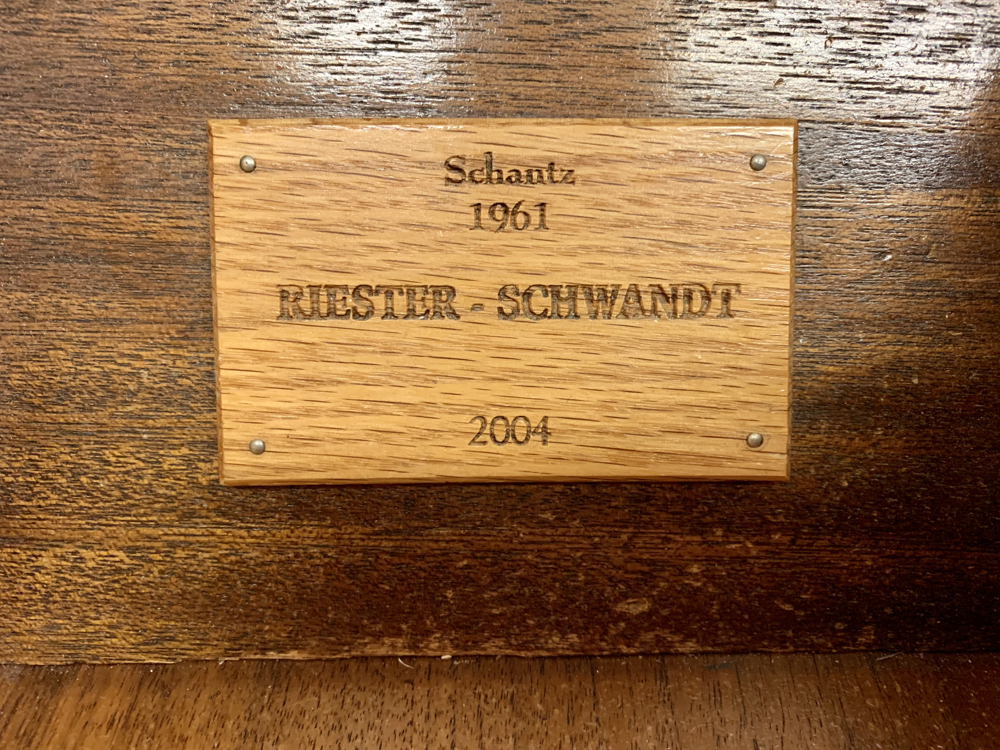 Schantz
1961
RIESTER - SCHWANDT
2004